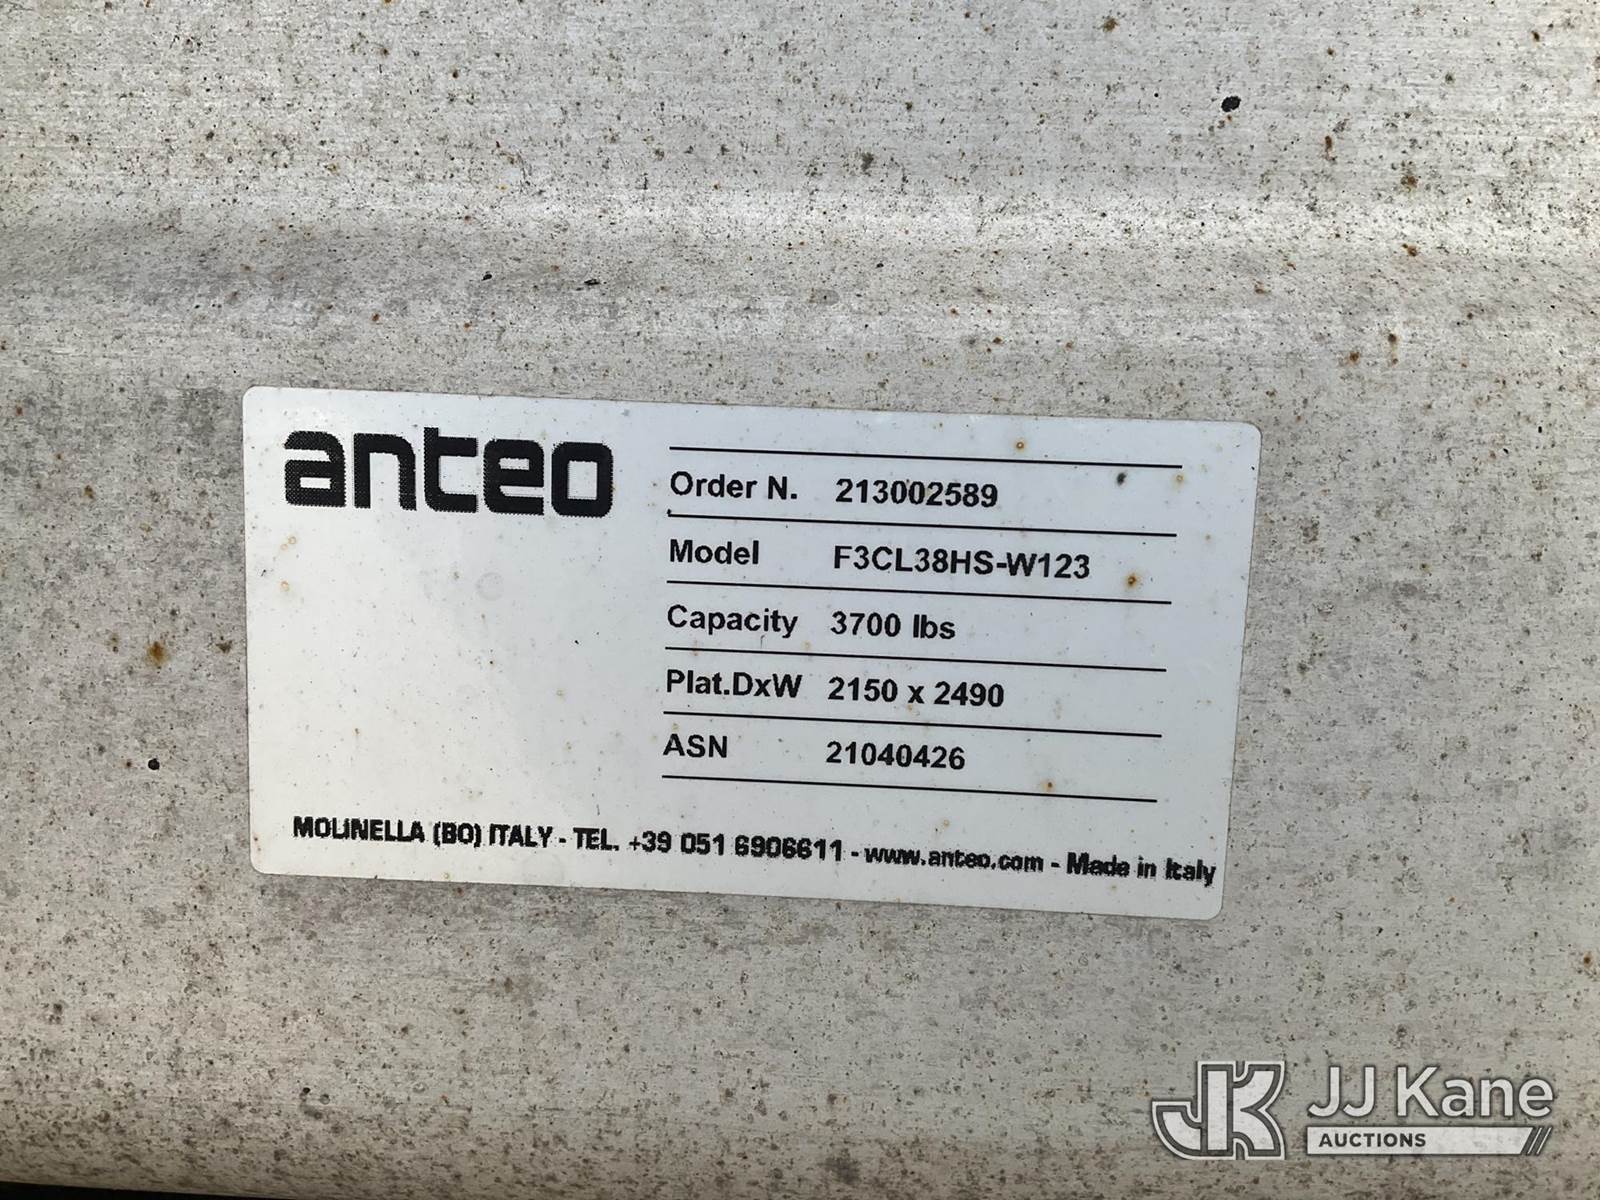 anteo
Order N. 213002589
Model F3CL38HS-W123
Capacity 3700 lbs
Plat.DxW 2150 x 2490
ASN 21040426
MOLINELLA (BO) ITALY - TEL. +39 051 6906611 - www.anteo.com - Made in Italy
JK JJ Kane
AUCTIONS